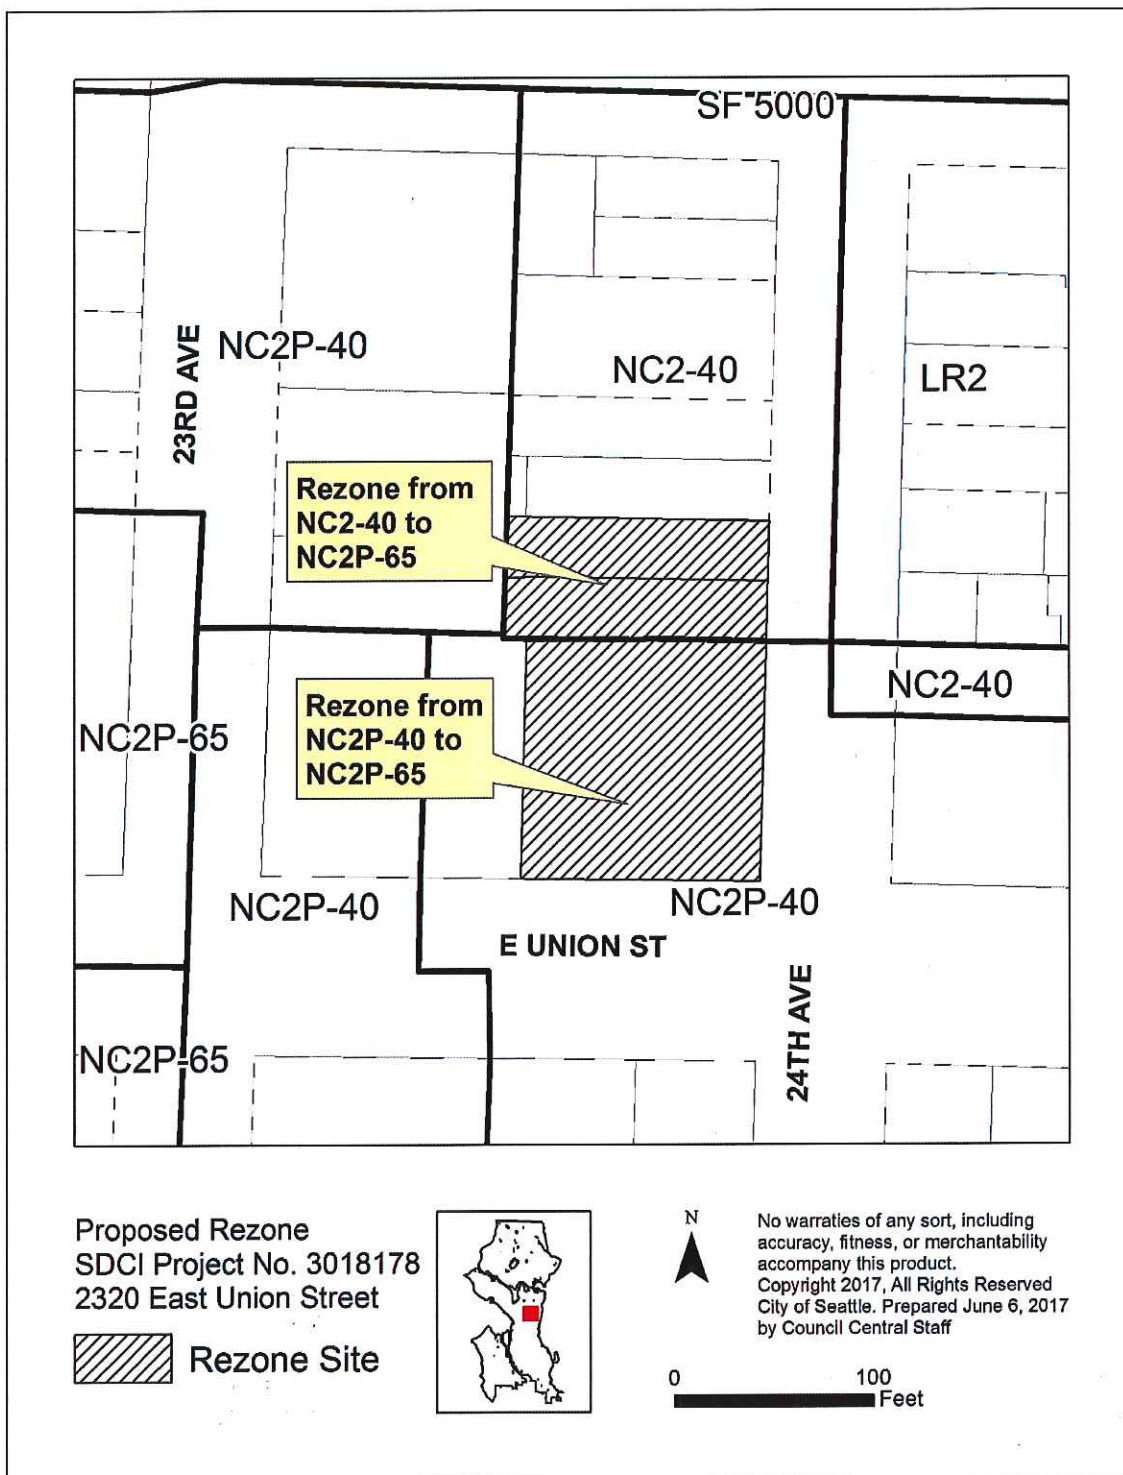 SF 5000
23RD AVE
NC2P-40
NC2-40
LR2
Rezone from
NC2-40 to
NC2P-65
Rezone from
NC2P-40 to
NC2P-65
NC2-40
NC2P-65
NC2P-40
NC2P-40
E UNION ST
24TH AVE
NC2P-65
Proposed Rezone
SDCI Project No. 3018178
2320 East Union Street
Rezone Site
N
No warraties of any sort, including
accuracy, fitness, or merchantability
accompany this product.
Copyright 2017, All Rights Reserved
City of Seattle. Prepared June 6, 2017
by Council Central Staff
0
100
Feet